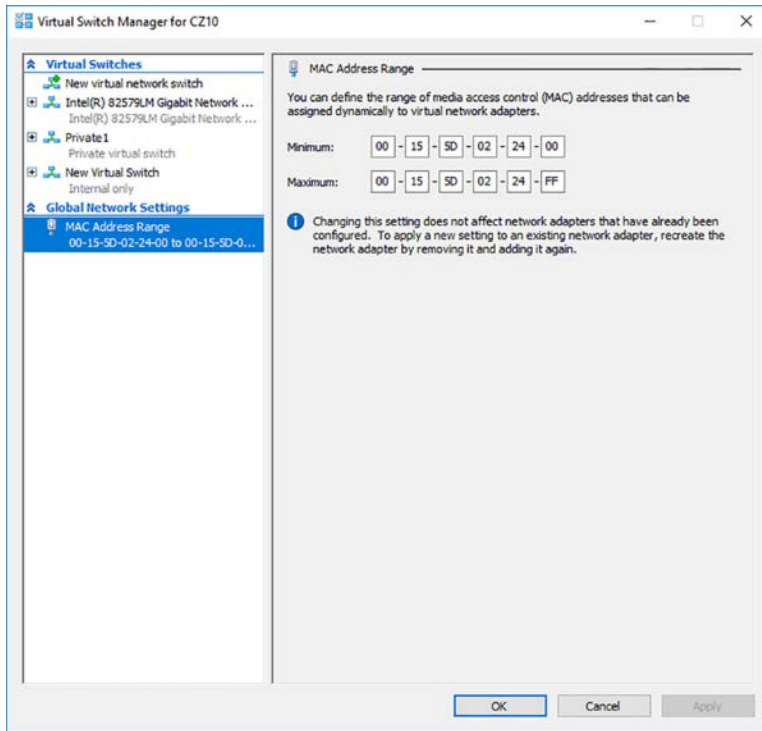 Virtual Switch Manager for CZ10
Virtual Switches
New virtual network switch
Intel(R) 82579LM Gigabit Network ...
Intel(R) 82579LM Gigabit Network ...
Private1
Private virtual switch
New Virtual Switch
Internal only
Global Network Settings
MAC Address Range
00-15-5D-02-24-00 to 00-15-5D-0...
MAC Address Range
You can define the range of media access control (MAC) addresses that can be
assigned dynamically to virtual network adapters.
Minimum: 00 - 15 - 5D - 02 - 24 - 00
Maximum: 00 - 15 - 5D - 02 - 24 - FF
Changing this setting does not affect network adapters that have already been
configured. To apply a new setting to an existing network adapter, recreate the
network adapter by removing it and adding it again.
OK Cancel Apply